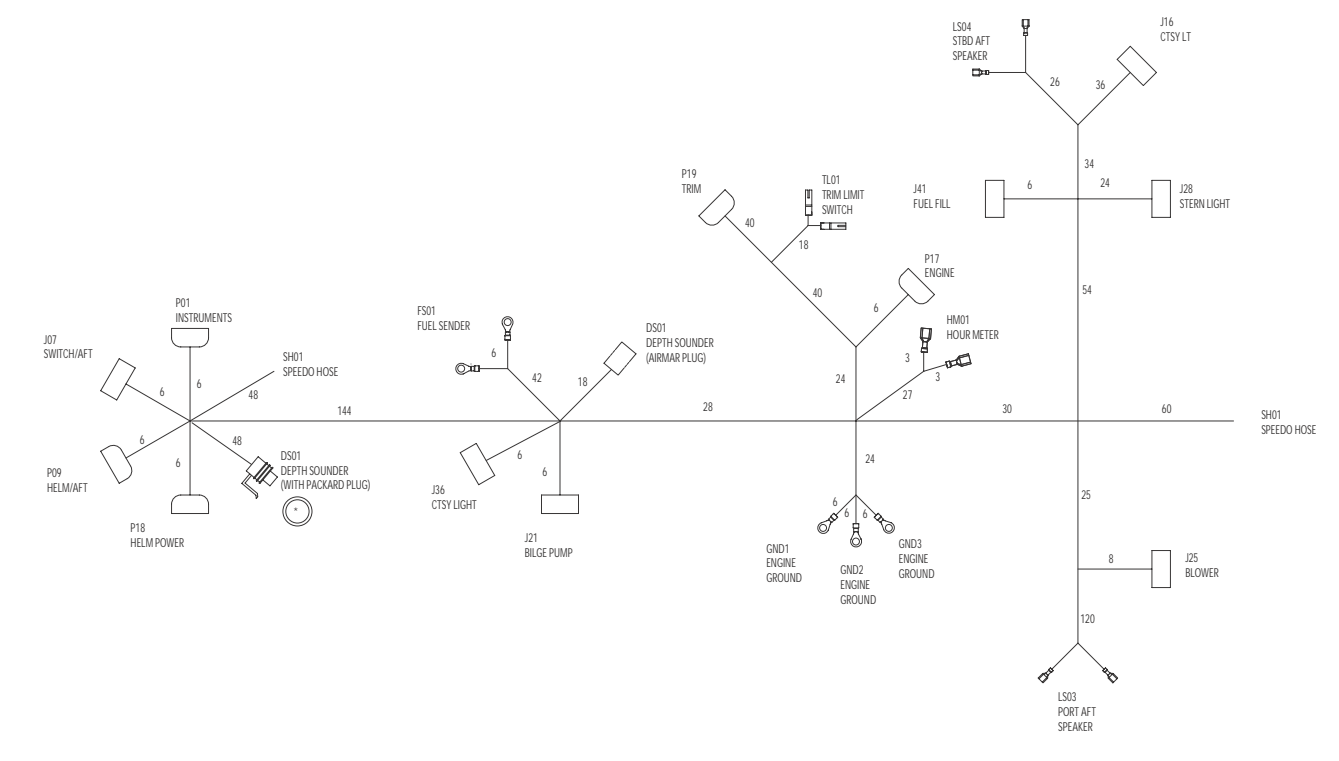 LS04
STBD AFT
SPEAKER
J16
CTSY LT
26
36
34
P19
TRIM
TL01
TRIM LIMIT
SWITCH
J41
FUEL FILL
6
24
J28
STERN LIGHT
40
18
P17
ENGINE
40
6
54
P01
INSTRUMENTS
FS01
FUEL SENDER
DS01
DEPTH SOUNDER
(AIRMAR PLUG)
HM01
HOUR METER
J07
SWITCH/AFT
SH01
SPEEDO HOSE
6
3
3
6
6
48
42
18
24
27
144
28
30
60
SH01
SPEEDO HOSE
6
48
6
P09
HELM/AFT
DS01
DEPTH SOUNDER
(WITH PACKARD PLUG)
*
P18
HELM POWER
6
6
J36
CTSY LIGHT
J21
BILGE PUMP
24
6
6
6
GND1
ENGINE
GROUND
GND2
ENGINE
GROUND
GND3
ENGINE
GROUND
25
8
J25
BLOWER
120
LS03
PORT AFT
SPEAKER